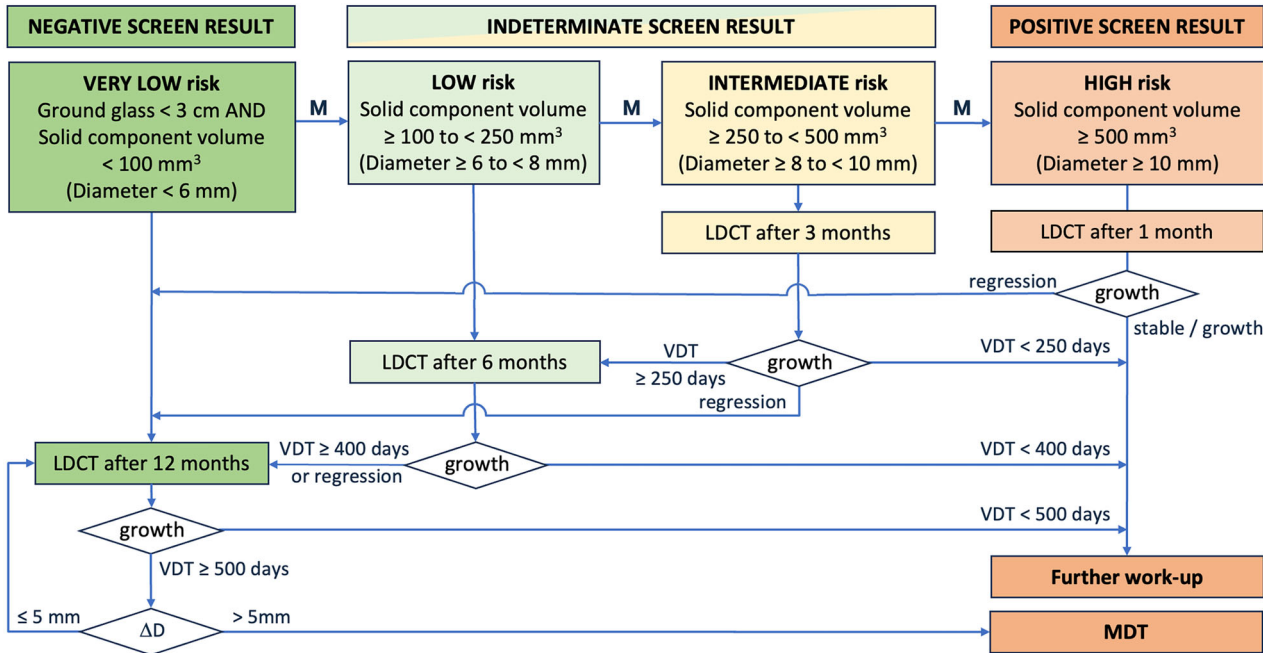 NEGATIVE SCREEN RESULT
INDETERMINATE SCREEN RESULT
POSITIVE SCREEN RESULT
VERY LOW risk
Ground glass < 3 cm AND
Solid component volume
< 100 mm³
(Diameter < 6 mm)
M
LOW risk
Solid component volume
≥ 100 to < 250 mm³
(Diameter ≥ 6 to < 8 mm)
M
INTERMEDIATE risk
Solid component volume
≥ 250 to < 500 mm³
(Diameter ≥ 8 to < 10 mm)
M
HIGH risk
Solid component volume
≥ 500 mm³
(Diameter ≥ 10 mm)
LDCT after 3 months
LDCT after 1 month
regression
growth
stable / growth
LDCT after 6 months
VDT
≥ 250 days
growth
VDT < 250 days
regression
LDCT after 12 months
VDT ≥ 400 days
or regression
growth
VDT < 400 days
growth
VDT < 500 days
VDT ≥ 500 days
Further work-up
≤ 5 mm
ΔD
> 5mm
MDT